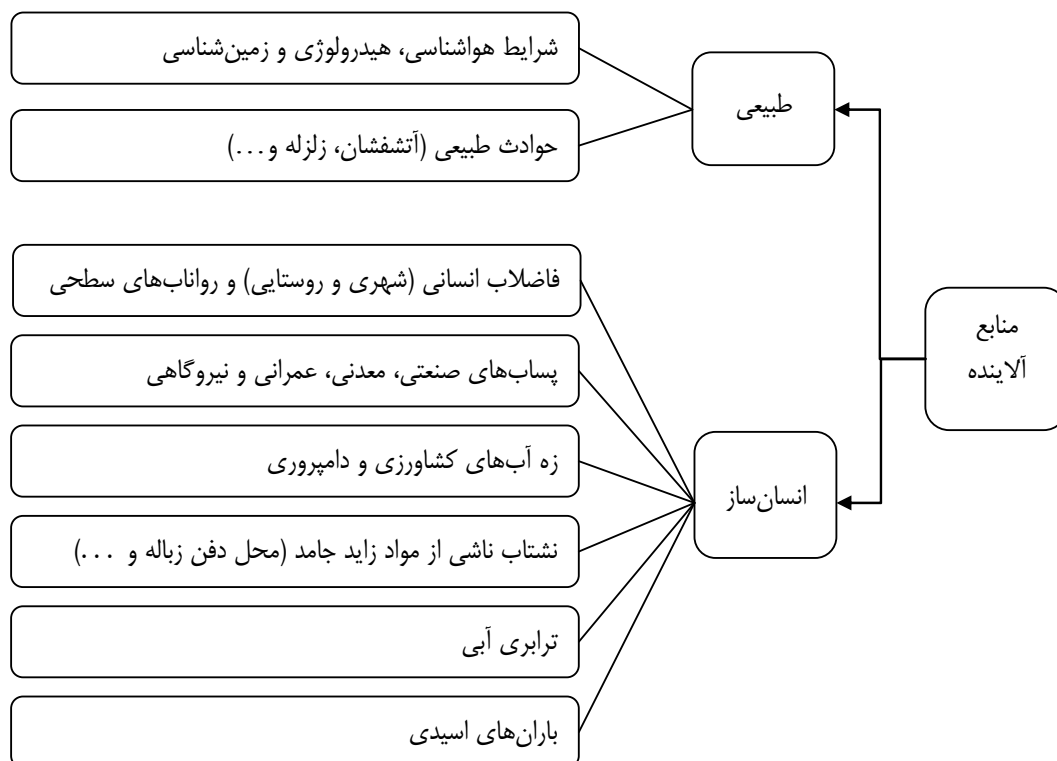 منابع
آلاینده
طبیعی
شرایط هواشناسی، هیدرولوژی و زمین‌شناسی
حوادث طبیعی (آتشفشان، زلزله و...)
انسان‌ساز
فاضلاب انسانی (شهری و روستایی) و رواناب‌های سطحی
پساب‌های صنعتی، معدنی، عمرانی و نیروگاهی
زه آب‌های کشاورزی و دامپروری
نشتاب ناشی از مواد زاید جامد (محل دفن زباله و ...)
ترابری آبی
باران‌های اسیدی